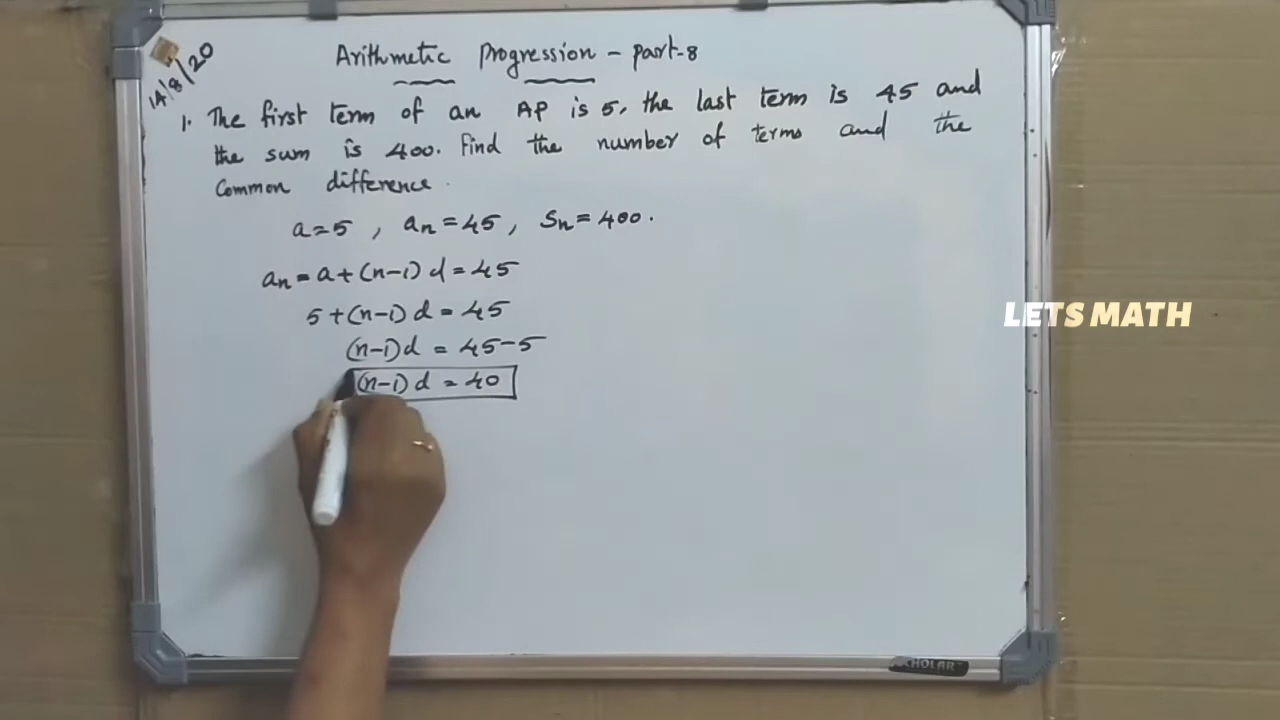 14/8/20
Arithmetic Progression - part-8
1. The first term of an AP is 5, the last term is 45 and
the sum is 400. Find the number of terms and the
Common difference.
a=5, an=45, Sn=400.
an=a+(n-1)d=45
5+(n-1)d=45
(n-1)d=45-5
(n-1)d=40
LETS MATH